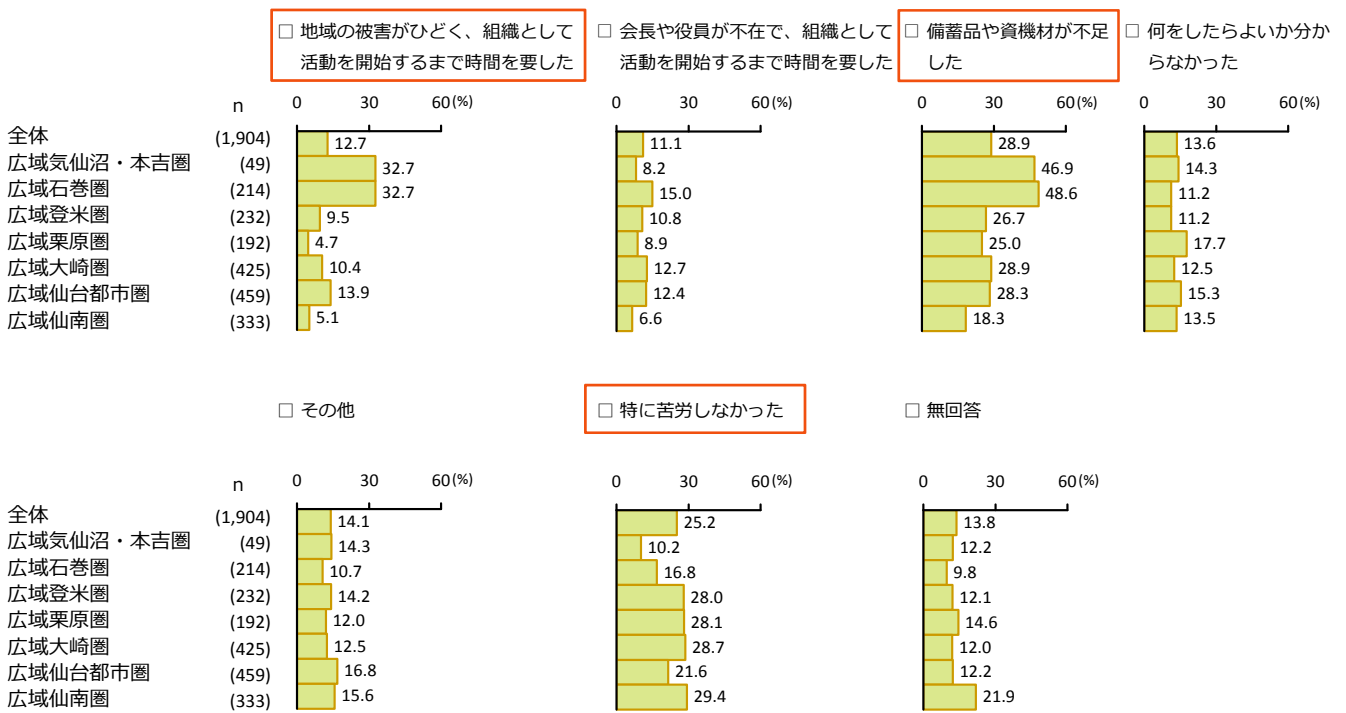 □ 地域の被害がひどく、組織として
活動を開始するまで時間を要した
□ 会長や役員が不在で、組織として
活動を開始するまで時間を要した
□ 備蓄品や資機材が不足
した
□ 何をしたらよいか分か
らなかった
n 0 30 60(%) 0 30 60(%) 0 30 60(%) 0 30 60(%)
全体 (1,904) 12.7 11.1 28.9 13.6
広域気仙沼・本吉圏 (49) 32.7 8.2 46.9 14.3
広域石巻圏 (214) 32.7 15.0 48.6 11.2
広域登米圏 (232) 9.5 10.8 26.7 11.2
広域栗原圏 (192) 4.7 8.9 25.0 17.7
広域大崎圏 (425) 10.4 12.7 28.9 12.5
広域仙台都市圏 (459) 13.9 12.4 28.3 15.3
広域仙南圏 (333) 5.1 6.6 18.3 13.5
□ その他
□ 特に苦労しなかった
□ 無回答
n 0 30 60(%) 0 30 60(%) 0 30 60(%)
全体 (1,904) 14.1 25.2 13.8
広域気仙沼・本吉圏 (49) 14.3 10.2 12.2
広域石巻圏 (214) 10.7 16.8 9.8
広域登米圏 (232) 14.2 28.0 12.1
広域栗原圏 (192) 12.0 28.1 14.6
広域大崎圏 (425) 12.5 28.7 12.0
広域仙台都市圏 (459) 16.8 21.6 12.2
広域仙南圏 (333) 15.6 29.4 21.9